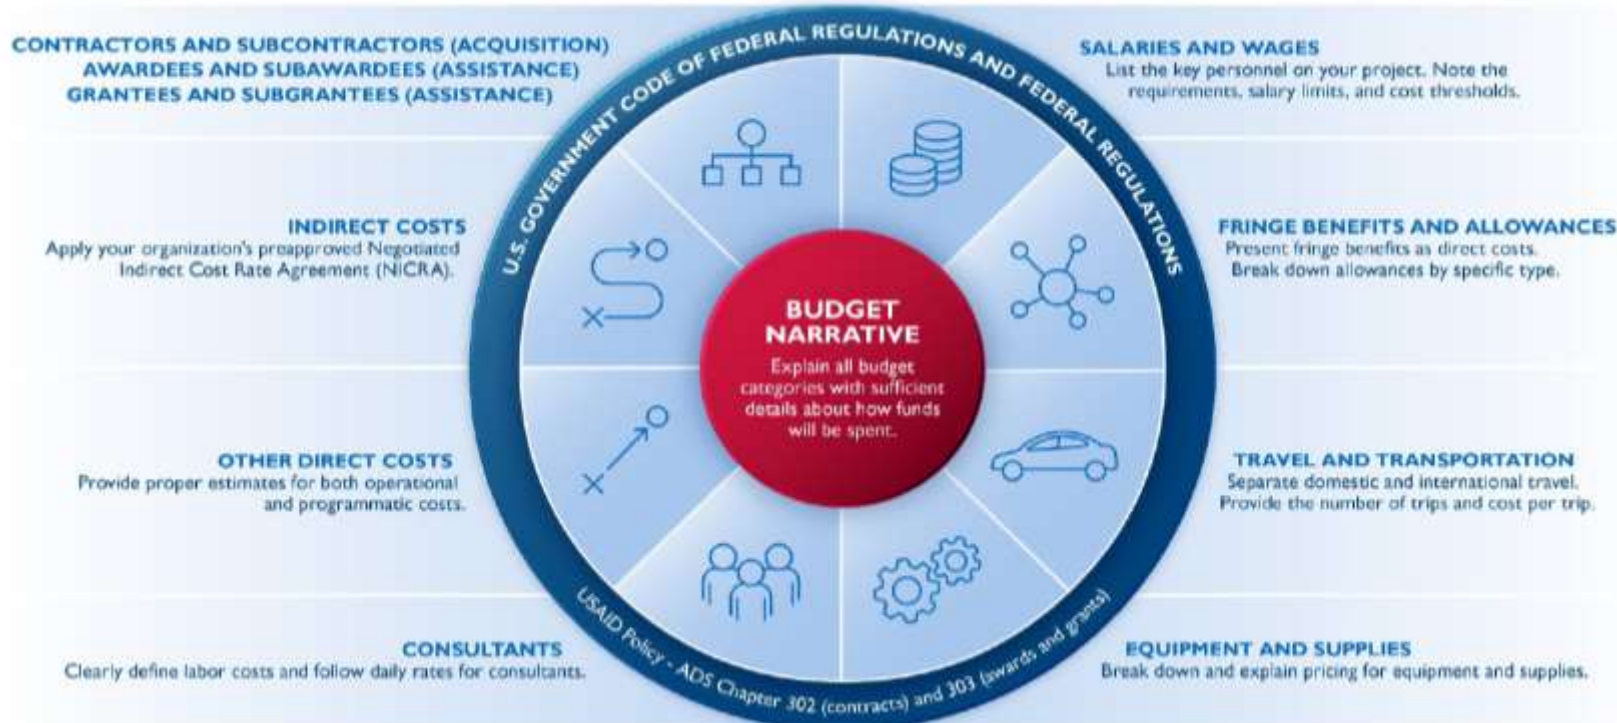 CONTRACTORS AND SUBCONTRACTORS (ACQUISITION)
AWARDEES AND SUBAWARDEES (ASSISTANCE)
GRANTEES AND SUBGRANTEES (ASSISTANCE)
U.S. GOVERNMENT CODE OF FEDERAL REGULATIONS AND FEDERAL REGULATIONS
SALARIES AND WAGES
List the key personnel on your project. Note the
requirements, salary limits, and cost thresholds.
INDIRECT COSTS
Apply your organization's preapproved Negotiated
Indirect Cost Rate Agreement (NICRA).
FRINGE BENEFITS AND ALLOWANCES
Present fringe benefits as direct costs.
Break down allowances by specific type.
BUDGET
NARRATIVE
Explain all budget
categories with sufficient
details about how funds
will be spent.
OTHER DIRECT COSTS
Provide proper estimates for both operational
and programmatic costs.
TRAVEL AND TRANSPORTATION
Separate domestic and international travel.
Provide the number of trips and cost per trip.
CONSULTANTS
Clearly define labor costs and follow daily rates for consultants.
USAID Policy - ADS Chapter 302 (contracts) and 303 (awards and grants)
EQUIPMENT AND SUPPLIES
Break down and explain pricing for equipment and supplies.